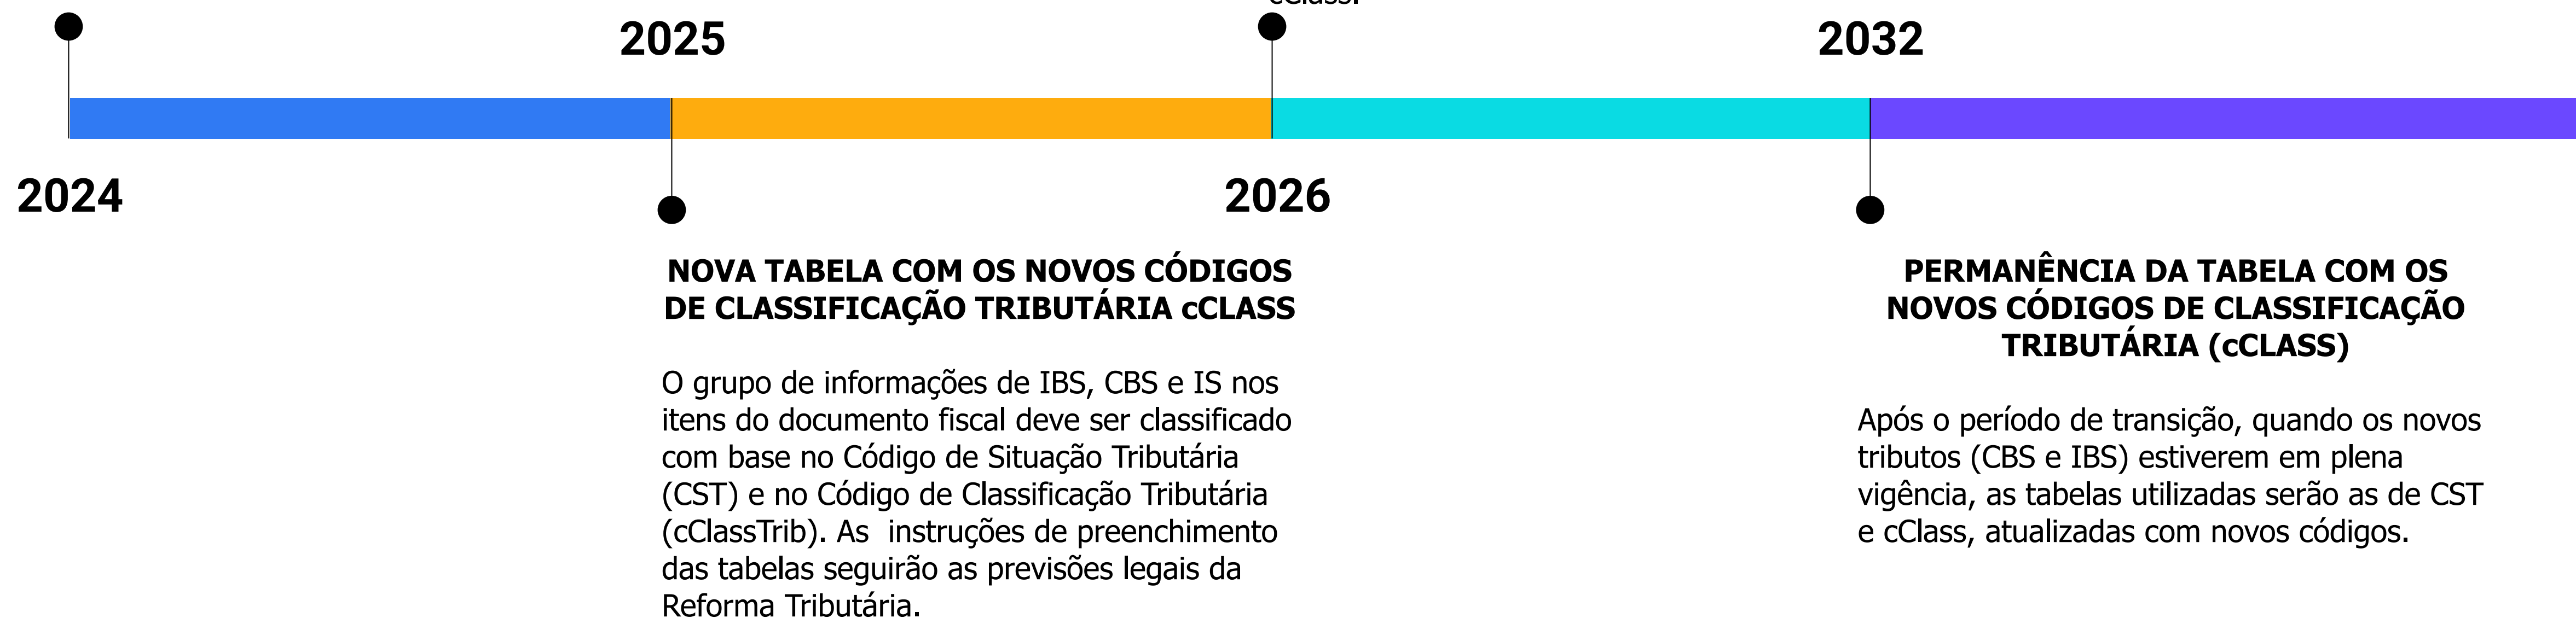 2025
2032
2024
2026
NOVA TABELA COM OS NOVOS CÓDIGOS
DE CLASSIFICAÇÃO TRIBUTÁRIA cCLASS
O grupo de informações de IBS, CBS e IS nos
itens do documento fiscal deve ser classificado
com base no Código de Situação Tributária
(CST) e no Código de Classificação Tributária
(cClassTrib). As  instruções de preenchimento
das tabelas seguirão as previsões legais da
Reforma Tributária.
PERMANÊNCIA DA TABELA COM OS
NOVOS CÓDIGOS DE CLASSIFICAÇÃO
TRIBUTÁRIA (cCLASS)
Após o período de transição, quando os novos
tributos (CBS e IBS) estiverem em plena
vigência, as tabelas utilizadas serão as de CST
e cClass, atualizadas com novos códigos.